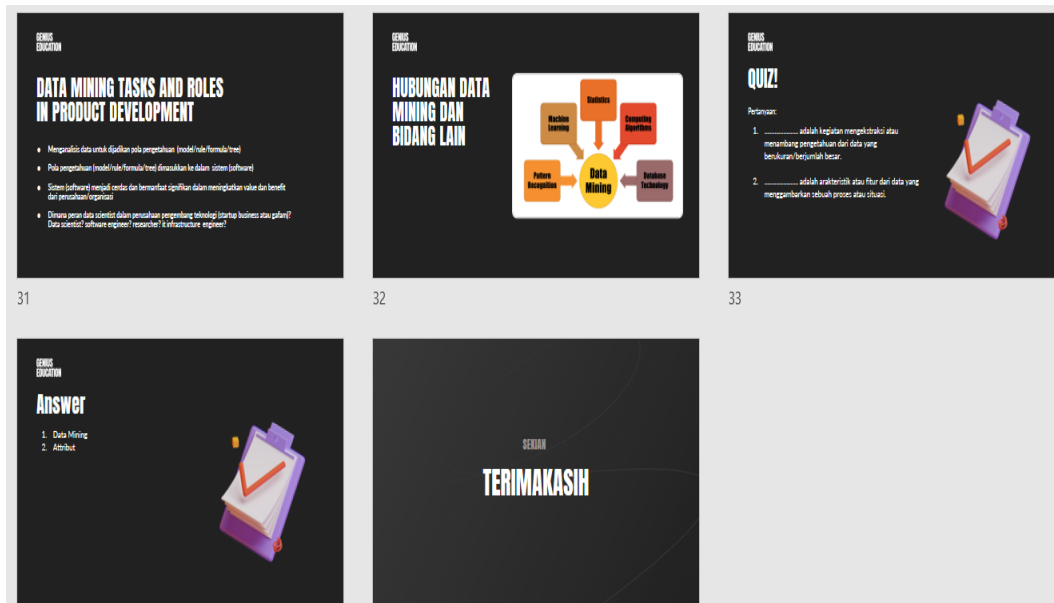 GENIUS
EDUCATION
DATA MINING TASKS AND ROLES
IN PRODUCT DEVELOPMENT
● Menganalisis data untuk dijadikan pola pengetahuan (model/rule/formula/tree)
● Pola pengetahuan (model/rule/formula/tree) dimasukkan ke dalam sistem (software)
● Sistem (software) menjadi cerdas dan bermanfaat signifikan dalam meningkatkan value dan benefit
dari perusahaan/organisasi
● Dimana peran data scientist dalam perusahaan pengembang teknologi (startup business atau gafam)?
Data scientist? software engineer? researcher? it infrastructure engineer?
31
GENIUS
EDUCATION
HUBUNGAN DATA
MINING DAN
BIDANG LAIN
Statistics
Machine
Learning
Computing
Algorithms
Pattern
Recognition
Data
Mining
Database
Technology
32
GENIUS
EDUCATION
QUIZ!
Pertanyaan:
1. .................... adalah kegiatan mengekstraksi atau
menambang pengetahuan dari data yang
berukuran/berjumlah besar.
2. .................... adalah arakteristik atau fitur dari data yang
menggambarkan sebuah proses atau situasi.
33
GENIUS
EDUCATION
Answer
1. Data Mining
2. Attribut
SEKIAN
TERIMAKASIH